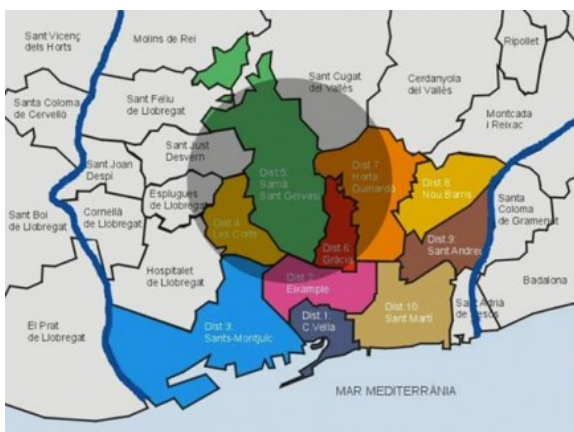 Sant Vicenç
dels Horts
Molins de Rei
Ripollet
Sant Cugat
del Vallés
Cerdanyola
del Vallés
Santa Coloma
de Cervelló
Sant Feliu
de Llobregat
Montcada
i Reixac
Sant Just
Desvern
Sant Joan
Despí
Dist.5:
Sarrià
Sant Gervasi
Dist.7:
Horta
Guinardó
Dist.8:
Nou Barris
Esplugues
de Llobregat
Santa
Coloma
de Gramenet
Sant Boi
de Llobregat
Cornellà
de Llobregat
Dist.4:
Les Corts
Dist.6:
Gràcia
Dist.9:
Sant Andreu
Hospitalet
de Llobregat
Dist.2:
Eixample
Badalona
El Prat
de Llobregat
Dist.3:
Sants-Montjuïc
Dist.1:
C.Vella
Dist.10:
Sant Martí
Sant Adrià
de Besós
MAR MEDITERRÁNIA